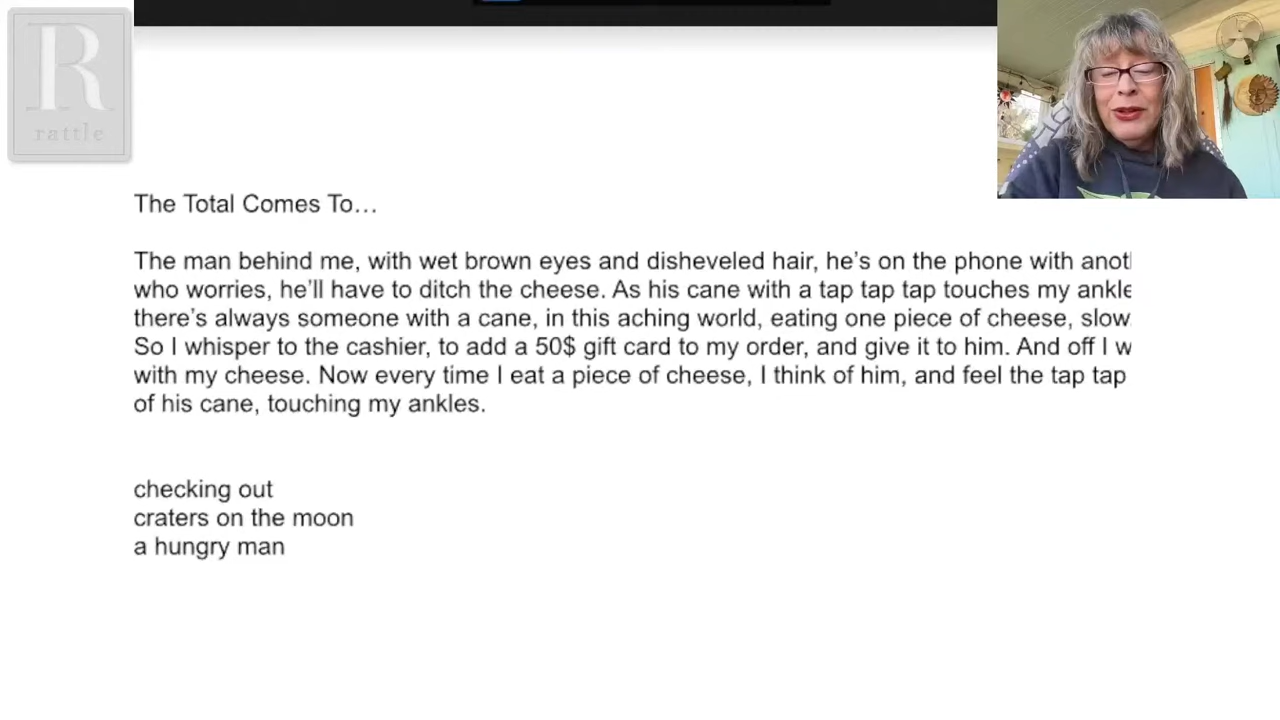 R
rattle
The Total Comes To…
The man behind me, with wet brown eyes and disheveled hair, he’s on the phone with
who worries, he’ll have to ditch the cheese. As his cane with a tap tap tap touches my
there’s always someone with a cane, in this aching world, eating one piece of cheese,
So I whisper to the cashier, to add a 50$ gift card to my order, and give it to him. And off I
with my cheese. Now every time I eat a piece of cheese, I think of him, and feel the tap tap
of his cane, touching my ankles.
checking out
craters on the moon
a hungry man